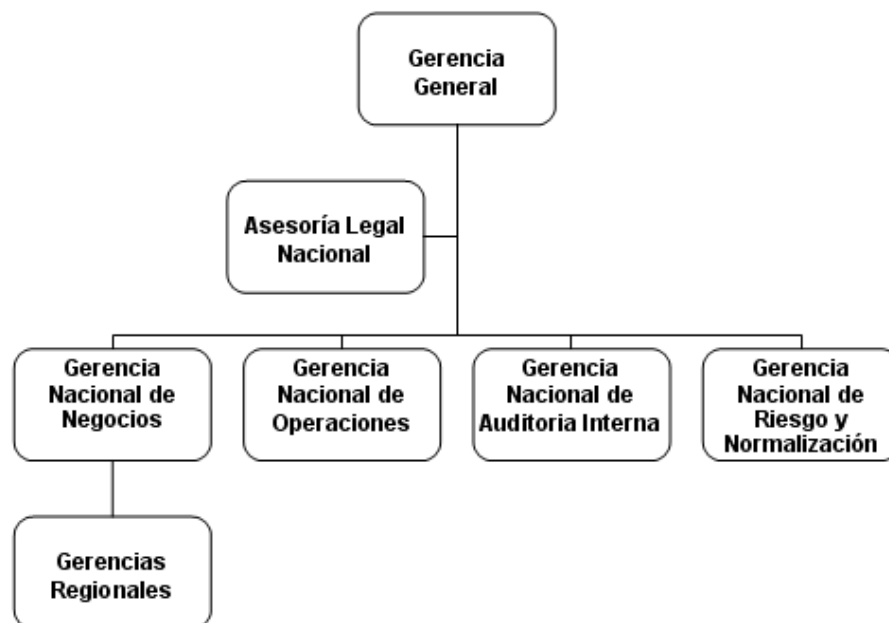 Gerencia
General
Asesoría Legal
Nacional
Gerencia
Nacional de
Negocios
Gerencia
Nacional de
Operaciones
Gerencia
Nacional de
Auditoria Interna
Gerencia
Nacional de
Riesgo y
Normalización
Gerencias
Regionales